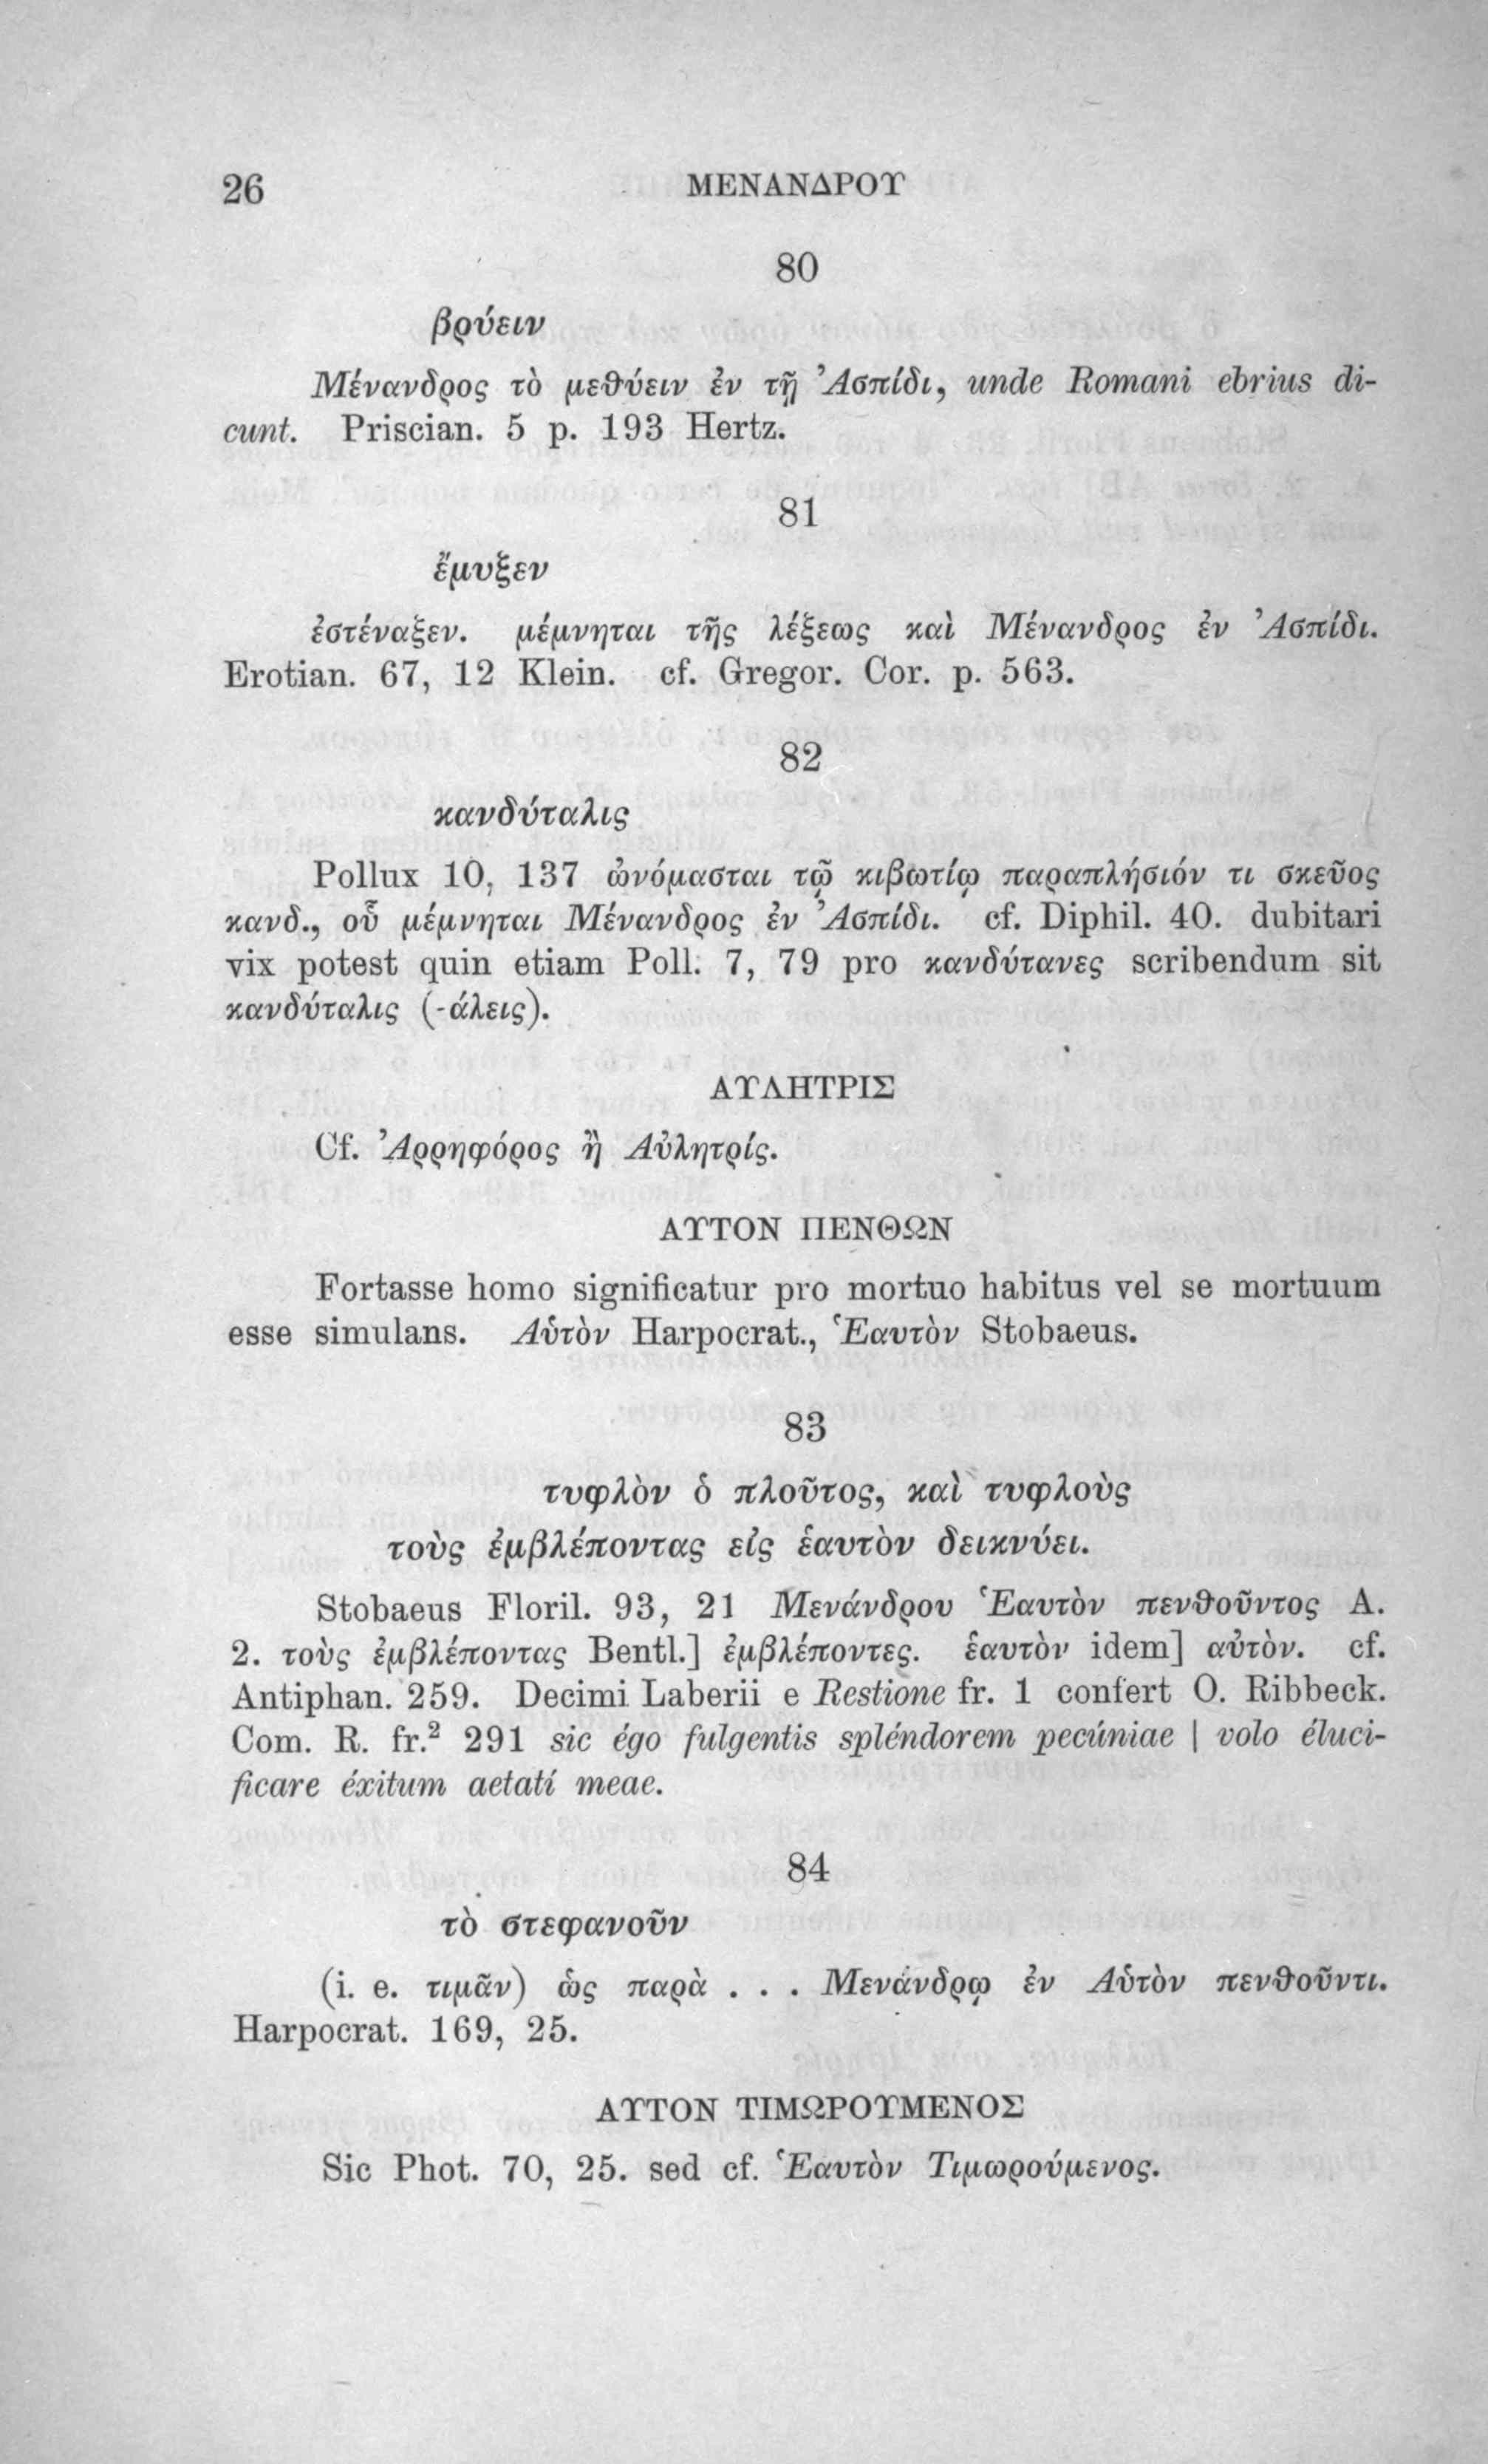 26 ΜΕΝΑΝΔΡΟΥ
80
βρύειν
Μένανδρος τὸ μεθύειν ἐν τῇ Ἀσπίδι, unde Romani ebrius di-
cunt. Priscian. 5 p. 193 Hertz.
81
ἔμυξεν
ἐστέναξεν. μέμνηται τῆς λέξεως καὶ Μένανδρος ἐν Ἀσπίδι.
Erotian. 67, 12 Klein. cf. Gregor. Cor. p. 563.
82
κανδύταλις
Pollux 10, 137 ὠνόμασται τῷ κιβωτίῳ παραπλήσιόν τι σκεῦος
κανδ., οὗ μέμνηται Μένανδρος ἐν Ἀσπίδι. cf. Diphil. 40. dubitari
vix potest quin etiam Poll. 7, 79 pro κανδύτανες scribendum sit
κανδύταλις (-άλεις).
ΑΥΛΗΤΡΙΣ
Cf. Ἀρρηφόρος ἢ Αὐλητρίς.
ΑΥΤΟΝ ΠΕΝΘΩΝ
Fortasse homo significatur pro mortuo habitus vel se mortuum
esse simulans. Αὑτὸν Harpocrat., Ἑαυτὸν Stobaeus.
83
τυφλὸν ὁ πλοῦτος, καὶ τυφλοὺς
τοὺς ἐμβλέποντας εἰς ἑαυτὸν δεικνύει.
Stobaeus Floril. 93, 21 Μενάνδρου Ἑαυτὸν πενθοῦντος A.
2. τοὺς ἐμβλέποντας Bentl.] ἐμβλέποντες. ἑαυτὸν idem] αὐτὸν. cf.
Antiphan. 259. Decimi Laberii e Restione fr. 1 confert O. Ribbeck.
Com. R. fr.² 291 sic égo fulgentis spléndorem pecúniae | volo éluci-
ficare éxitum aetatí meae.
84
τὸ στεφανοῦν
(i. e. τιμᾶν) ὡς παρὰ . . . Μενάνδρῳ ἐν Αὑτὸν πενθοῦντι.
Harpocrat. 169, 25.
ΑΥΤΟΝ ΤΙΜΩΡΟΥΜΕΝΟΣ
Sic Phot. 70, 25. sed cf. Ἑαυτὸν Τιμωρούμενος.